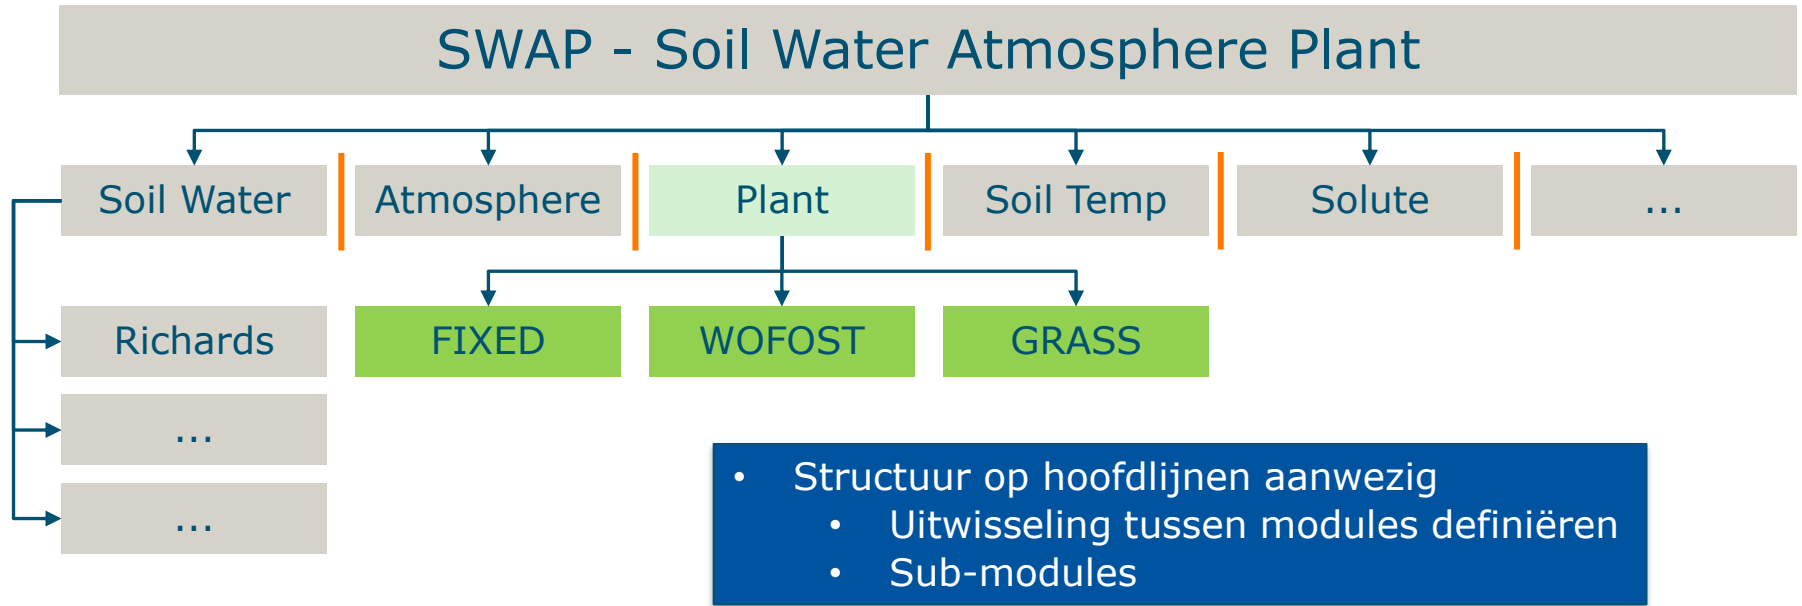 SWAP - Soil Water Atmosphere Plant
Soil Water
Atmosphere
Plant
Soil Temp
Solute
...
Richards
FIXED
WOFOST
GRASS
...
...
• Structuur op hoofdlijnen aanwezig
• Uitwisseling tussen modules definiëren
• Sub-modules